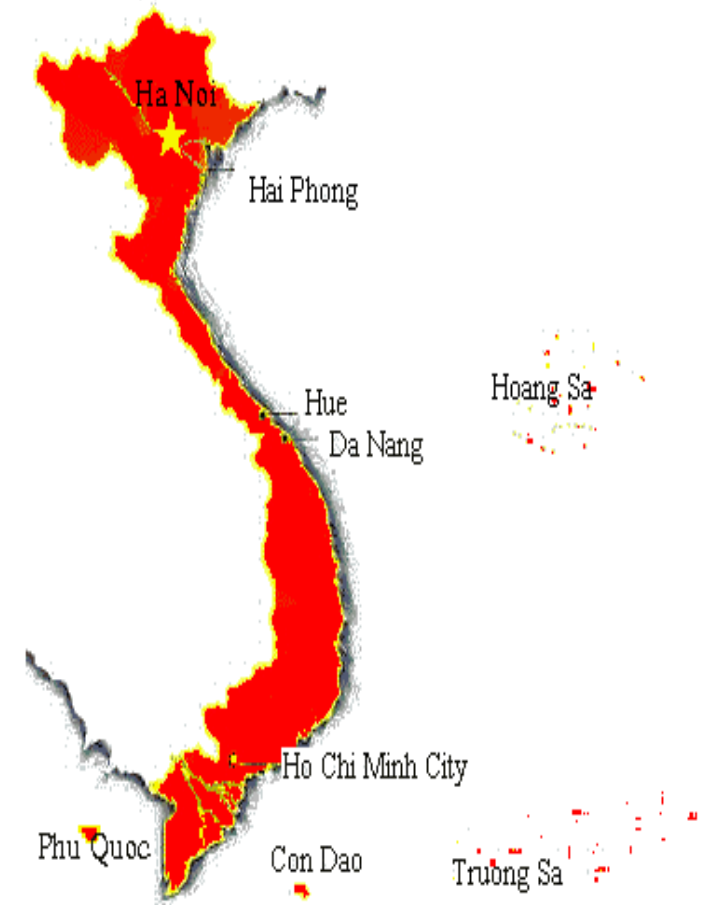 Ha Noi
Hai Phong
Hoang Sa
Hue
Da Nang
Ho Chi Minh City
Phu Quoc
Con Dao
Truong Sa